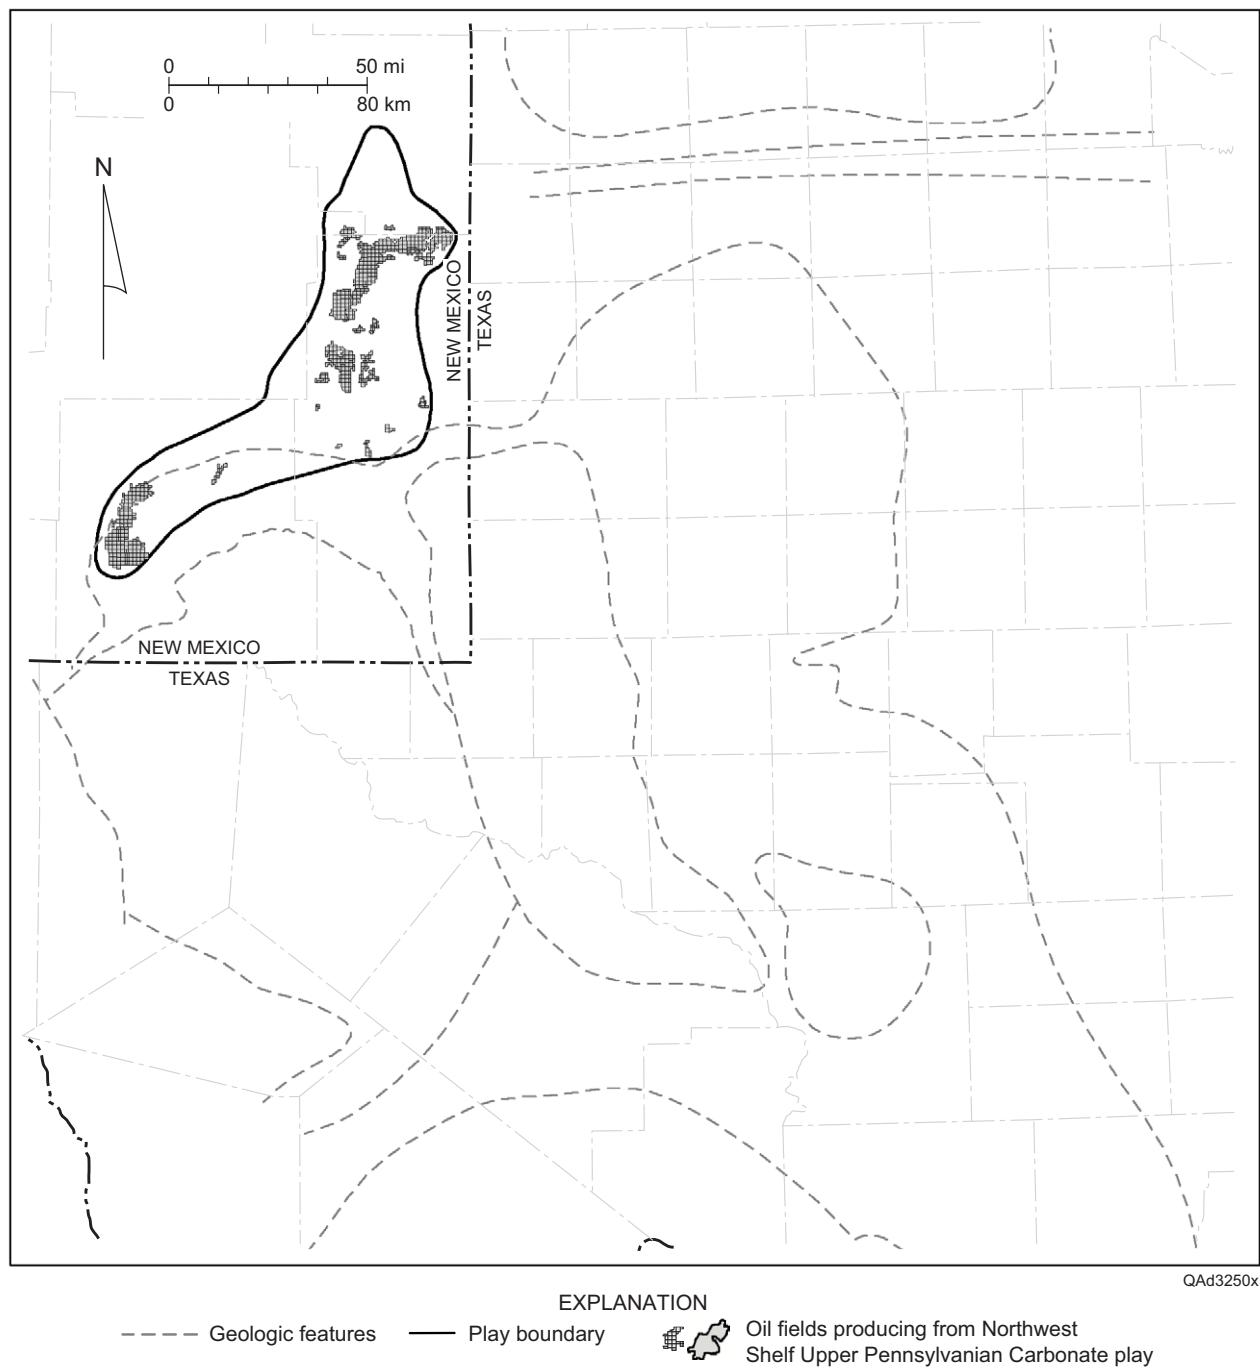 0 50 mi
0 80 km
N
NEW MEXICO
TEXAS
NEW MEXICO
TEXAS
QAd3250x
EXPLANATION
Geologic features
Play boundary
Oil fields producing from Northwest
Shelf Upper Pennsylvanian Carbonate play